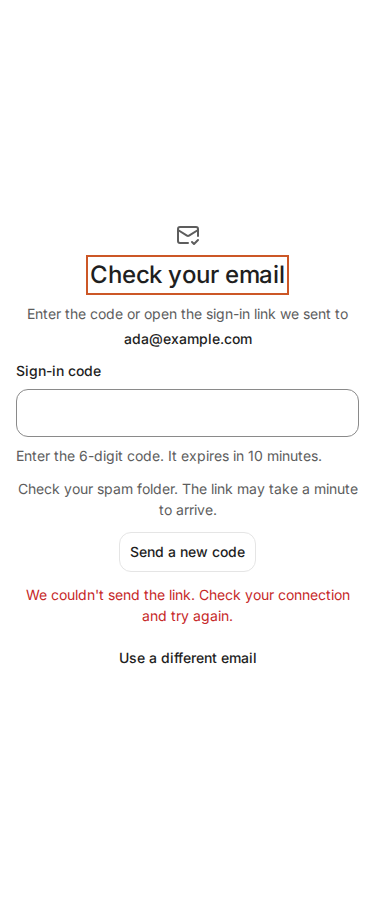 Check your email
Enter the code or open the sign-in link we sent to
ada@example.com
Sign-in code
Enter the 6-digit code. It expires in 10 minutes.
Check your spam folder. The link may take a minute
to arrive.
Send a new code
We couldn't send the link. Check your connection
and try again.
Use a different email